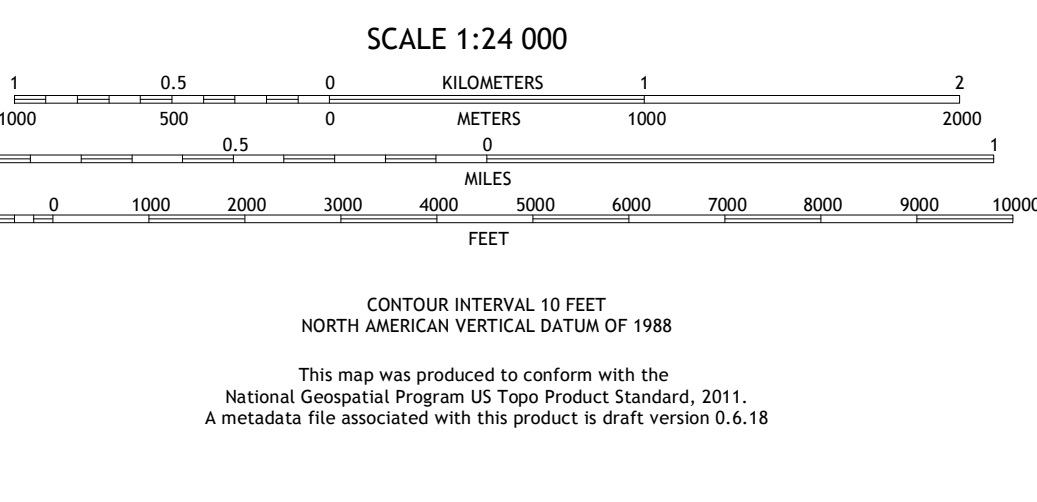 SCALE 1:24 000
1 0.5 0 KILOMETERS 1 2
1000 500 0 METERS 1000 2000
0.5 0 1
MILES
0 1000 2000 3000 4000 5000 6000 7000 8000 9000 10000
FEET
CONTOUR INTERVAL 10 FEET
NORTH AMERICAN VERTICAL DATUM OF 1988
This map was produced to conform with the
National Geospatial Program US Topo Product Standard, 2011.
A metadata file associated with this product is draft version 0.6.18